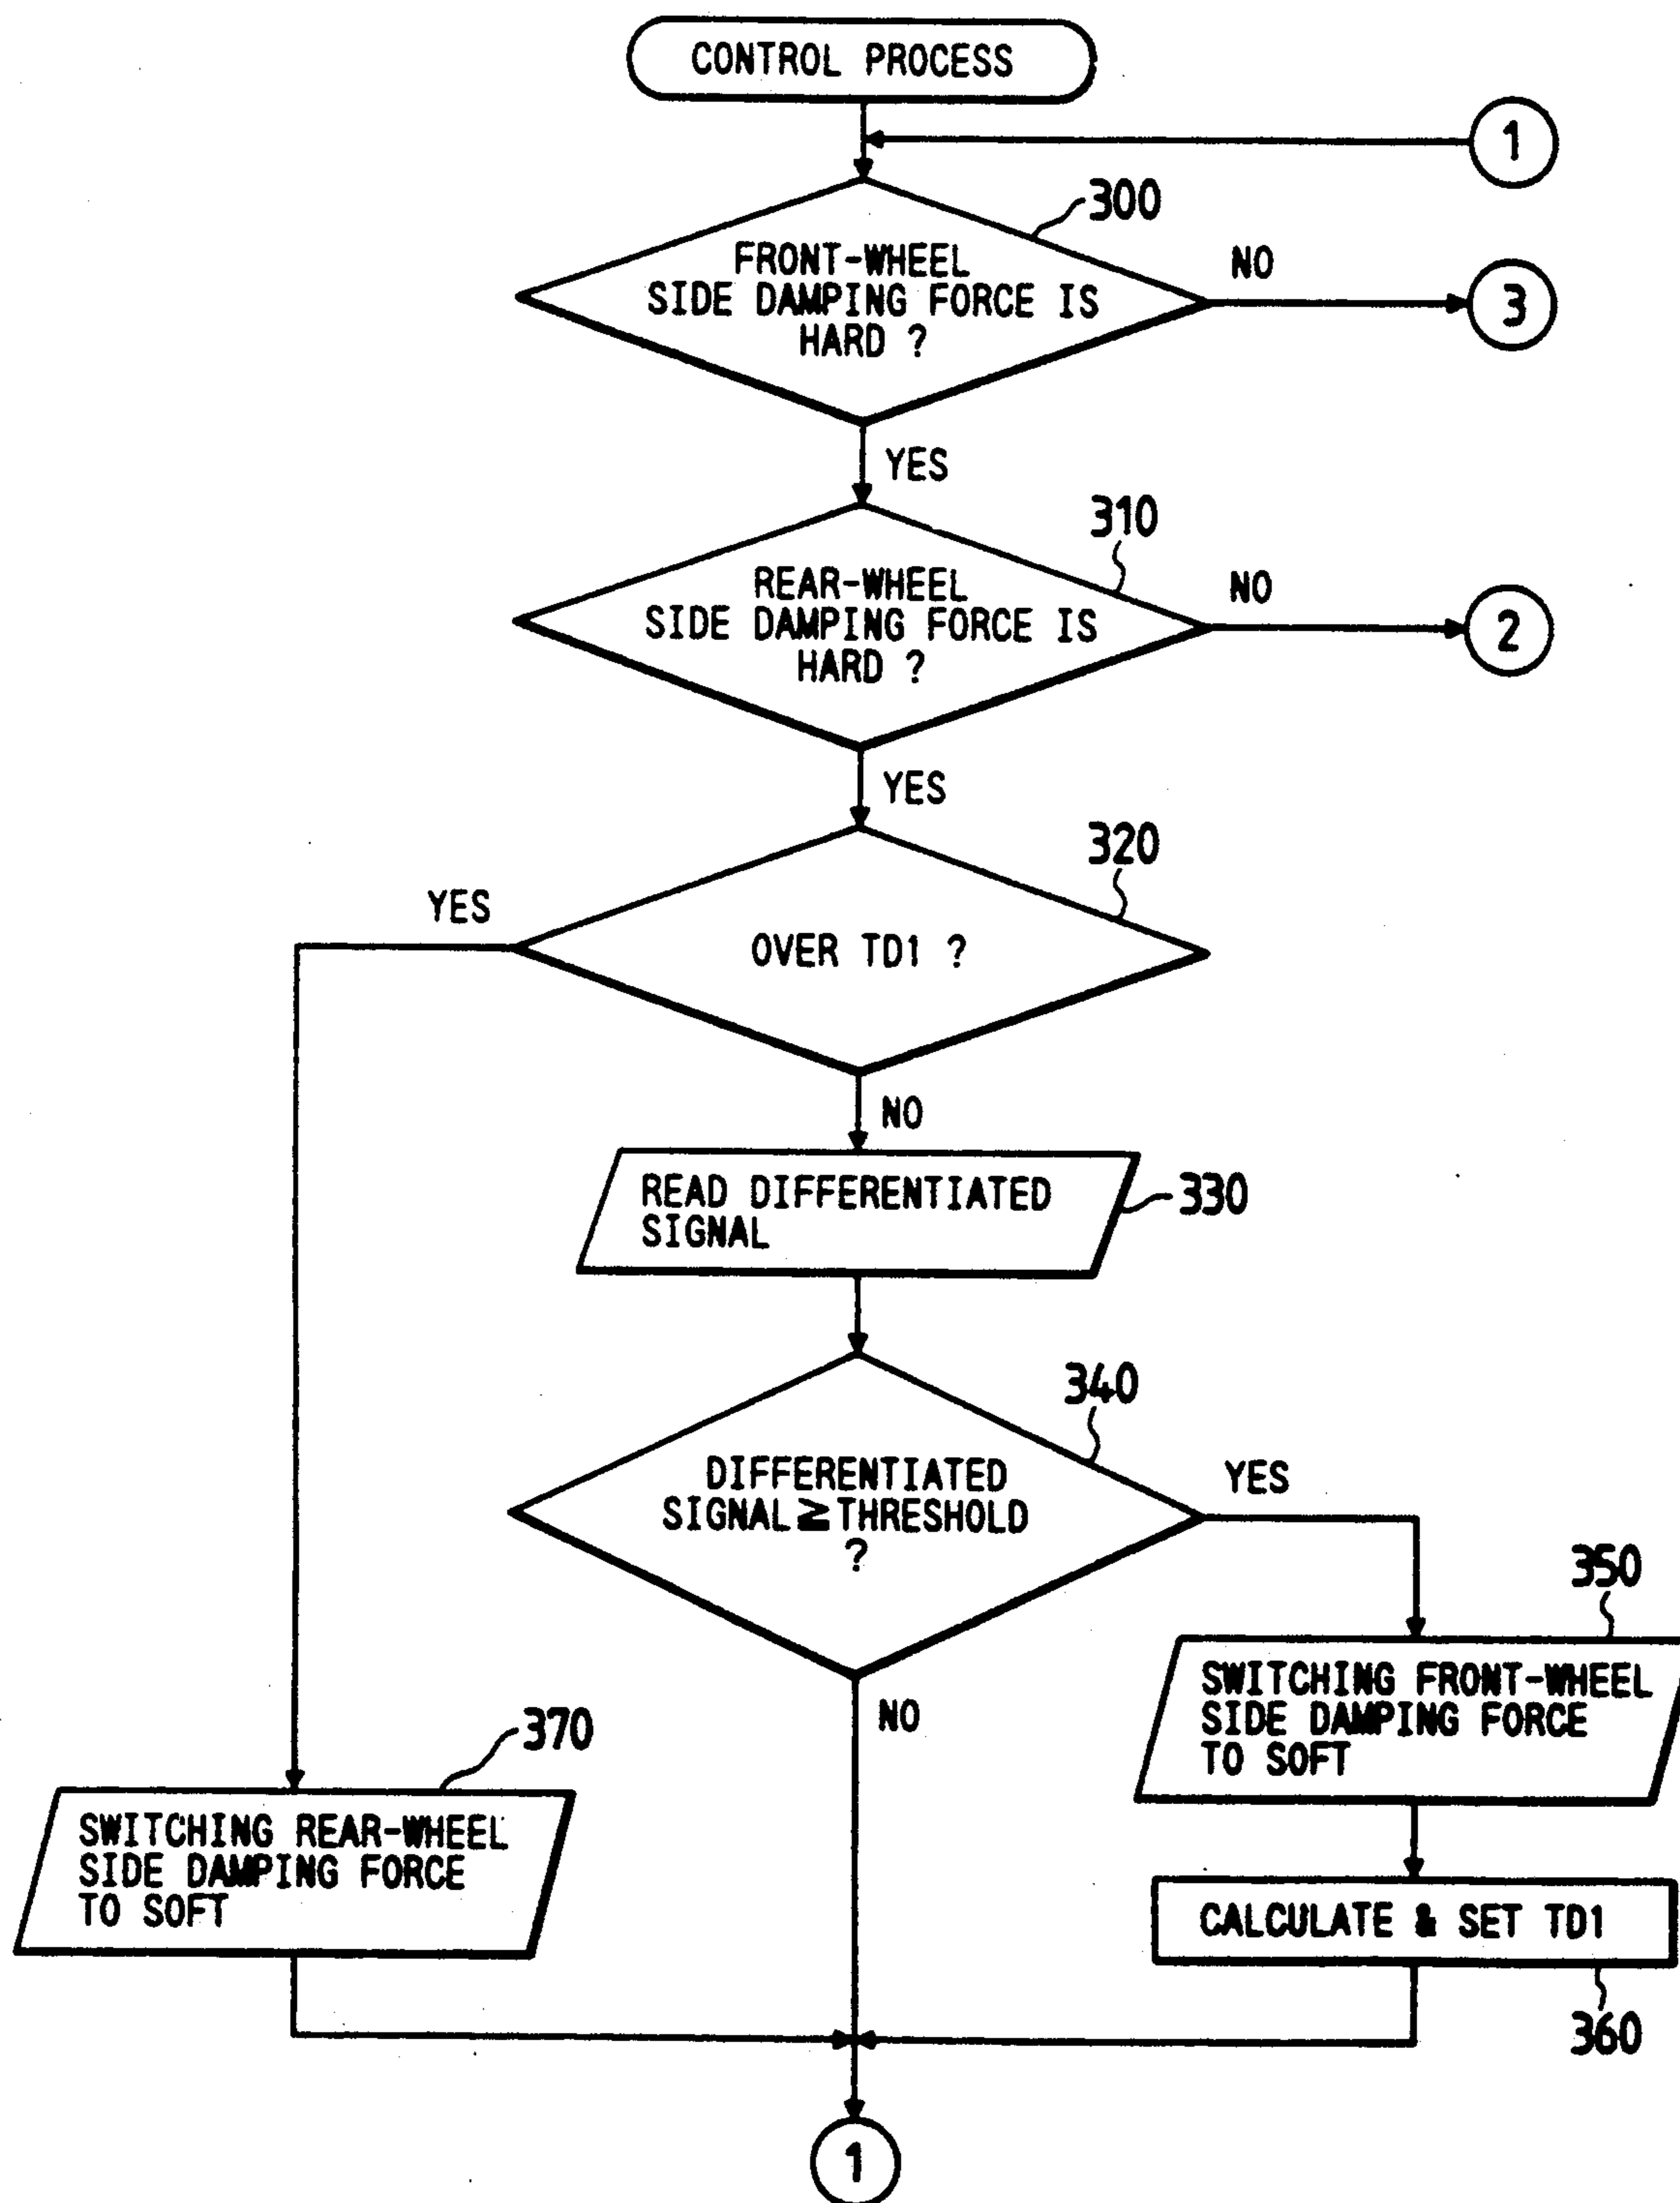 CONTROL PROCESS
1
300
FRONT-WHEEL
SIDE DAMPING FORCE IS
HARD ?
NO
3
YES
310
REAR-WHEEL
SIDE DAMPING FORCE IS
HARD ?
NO
2
YES
320
YES
OVER TD1 ?
NO
READ DIFFERENTIATED
SIGNAL
330
340
DIFFERENTIATED
SIGNAL≧THRESHOLD
?
YES
350
SWITCHING FRONT-WHEEL
SIDE DAMPING FORCE
TO SOFT
NO
370
SWITCHING REAR-WHEEL
SIDE DAMPING FORCE
TO SOFT
CALCULATE & SET TD1
360
1